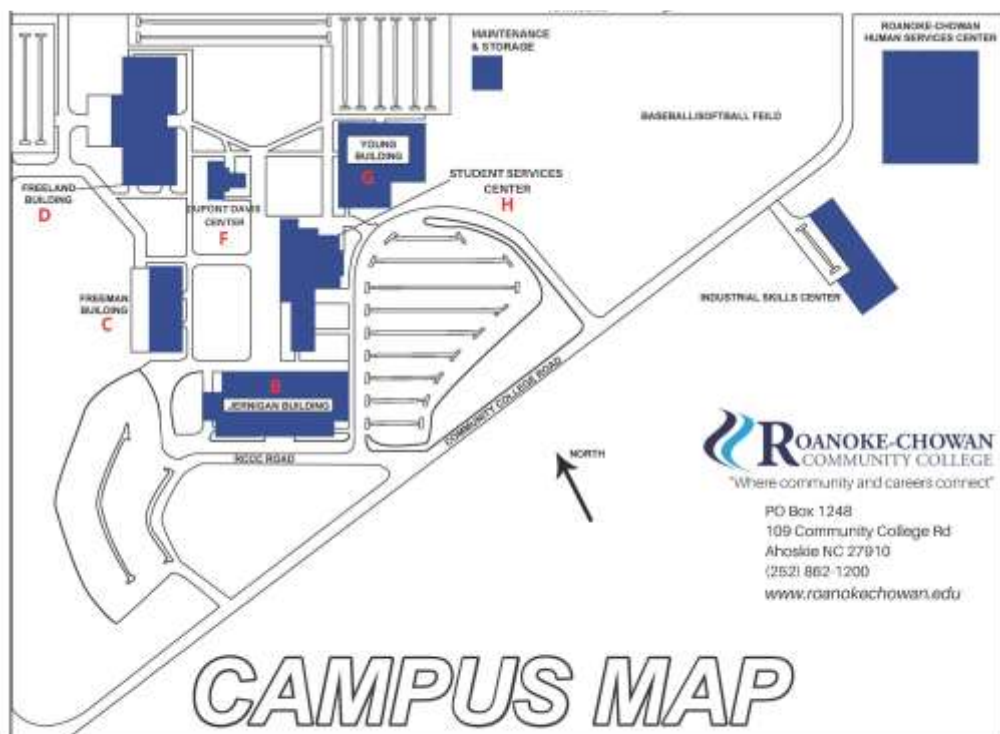 MAINTENANCE
& STORAGE
ROANOKE-CHOWAN
HUMAN SERVICES CENTER
BASEBALL/SOFTBALL FEILD
YOUNG
BUILDING
G
STUDENT SERVICES
CENTER
H
FREELAND
BUILDING
D
DUPONT DAVIS
CENTER
F
FREEMAN
BUILDING
C
INDUSTRIAL SKILLS CENTER
B
JERNIGAN BUILDING
COMMUNITY COLLEGE ROAD
RCCC ROAD
NORTH
ROANOKE-CHOWAN
COMMUNITY COLLEGE
"Where community and careers connect"
PO Box 1248
109 Community College Rd
Ahoskie NC 27910
(252) 862-1200
www.roanokechowan.edu
CAMPUS MAP